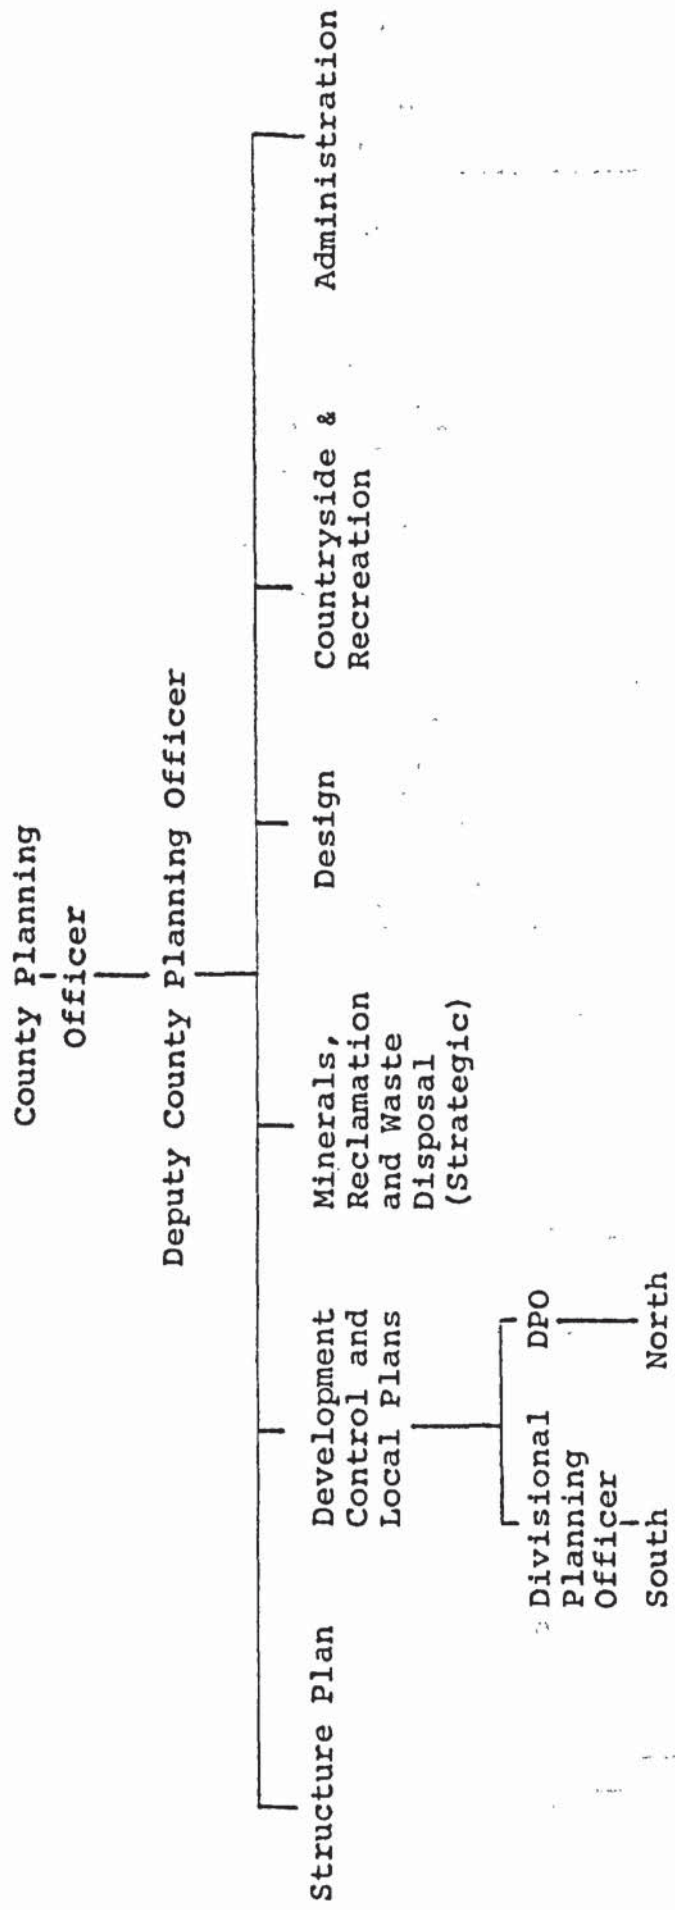 County Planning
Officer
Deputy County Planning Officer
Structure Plan
Development
Control and
Local Plans
Minerals,
Reclamation
and Waste
Disposal
(Strategic)
Design
Countryside &
Recreation
Administration
Divisional
Planning
Officer
South
DPO
North